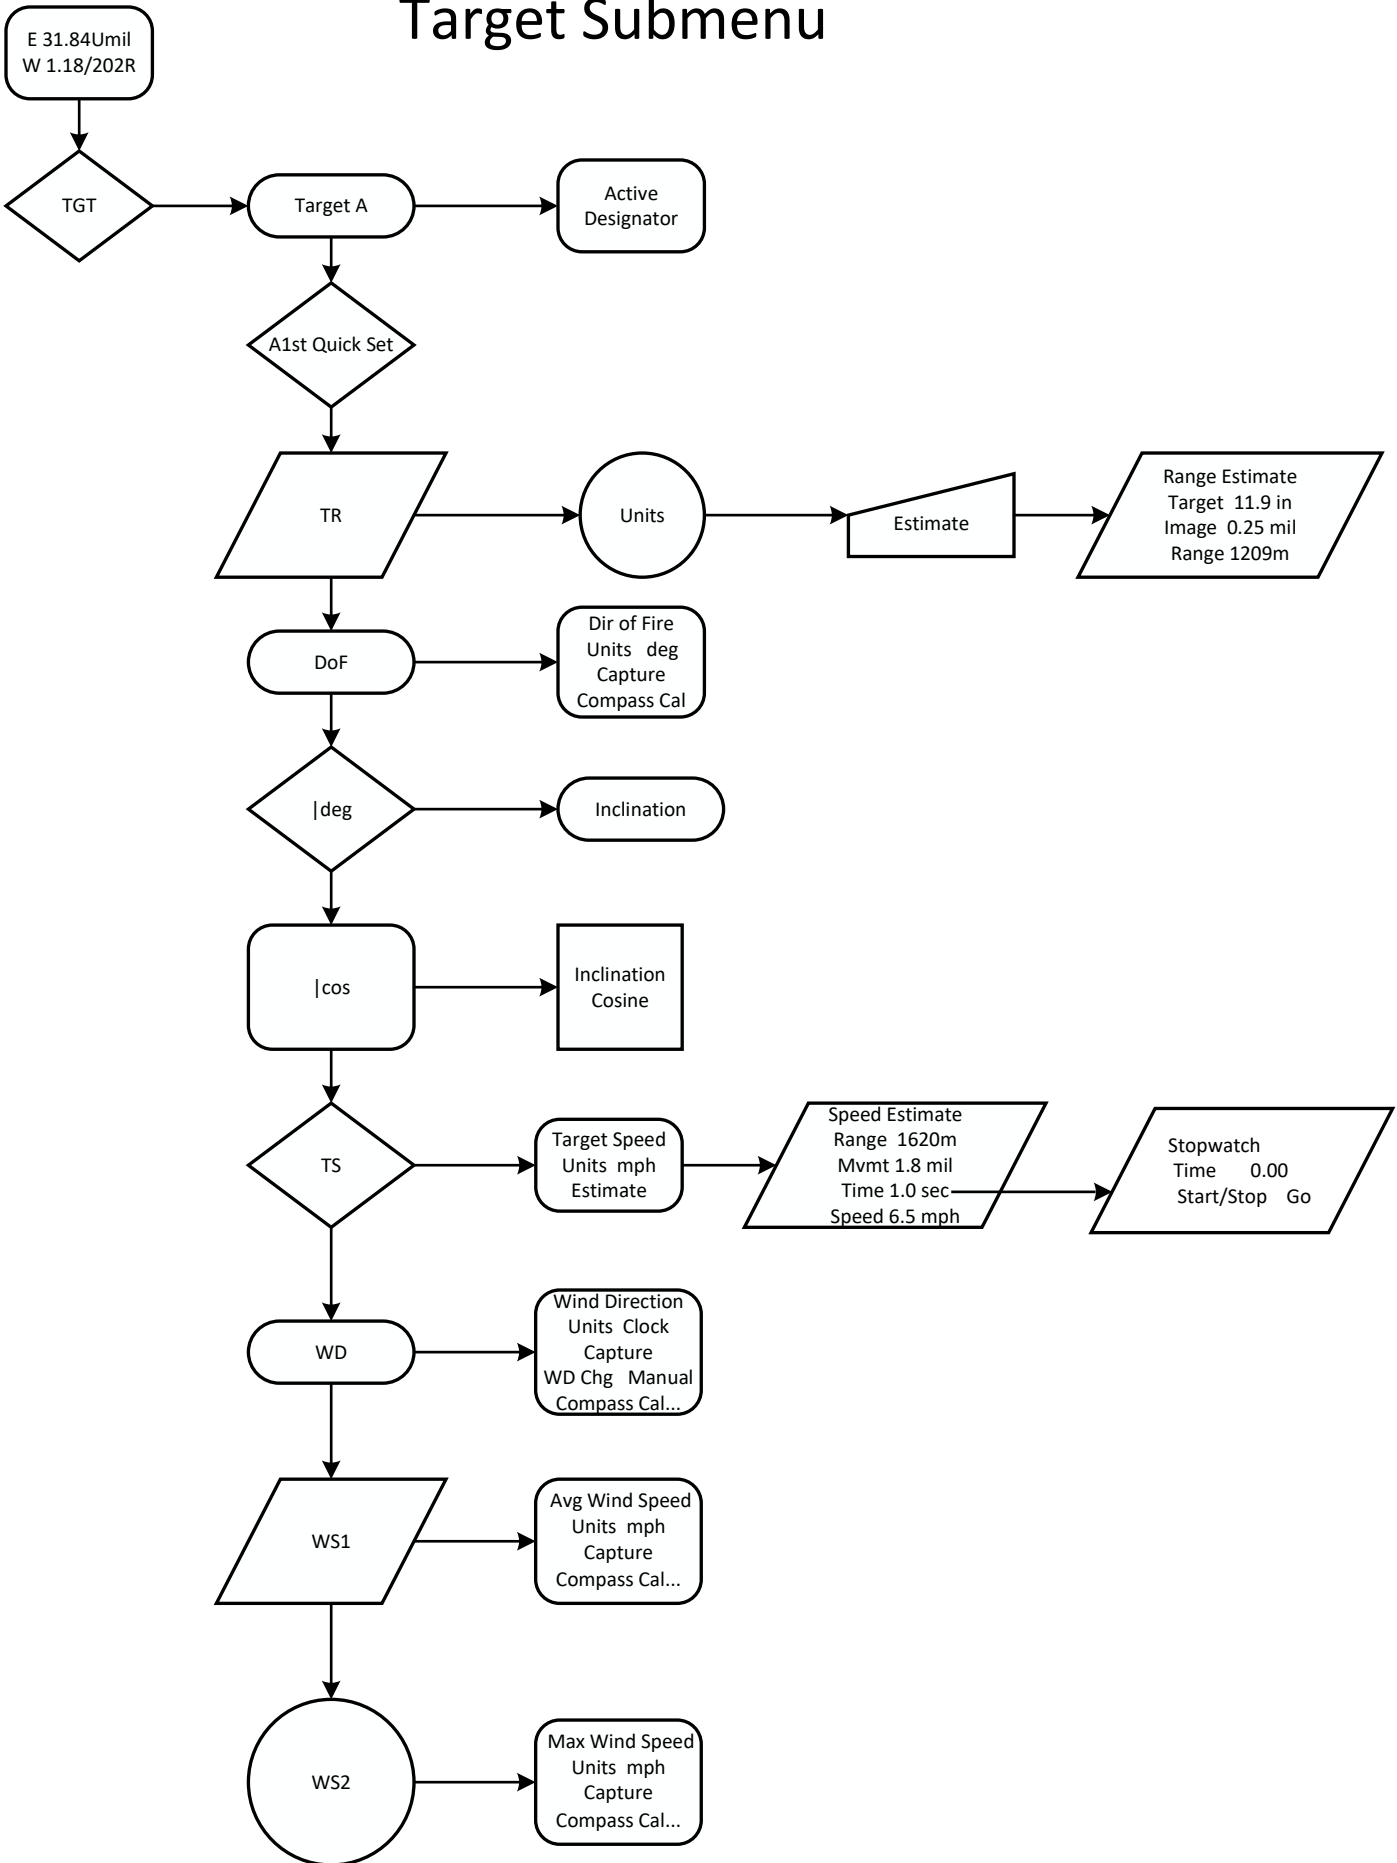 Target Submenu
E 31.84Umil
W 1.18/202R
TGT
Target A
Active
Designator
A1st Quick Set
TR
Units
Estimate
Range Estimate
Target 11.9 in
Image 0.25 mil
Range 1209m
DoF
Dir of Fire
Units deg
Capture
Compass Cal
|deg
Inclination
|cos
Inclination
Cosine
TS
Target Speed
Units mph
Estimate
Speed Estimate
Range 1620m
Mvmt 1.8 mil
Time 1.0 sec
Speed 6.5 mph
Stopwatch
Time 0.00
Start/Stop Go
WD
Wind Direction
Units Clock
Capture
WD Chg Manual
Compass Cal...
WS1
Avg Wind Speed
Units mph
Capture
Compass Cal...
WS2
Max Wind Speed
Units mph
Capture
Compass Cal...